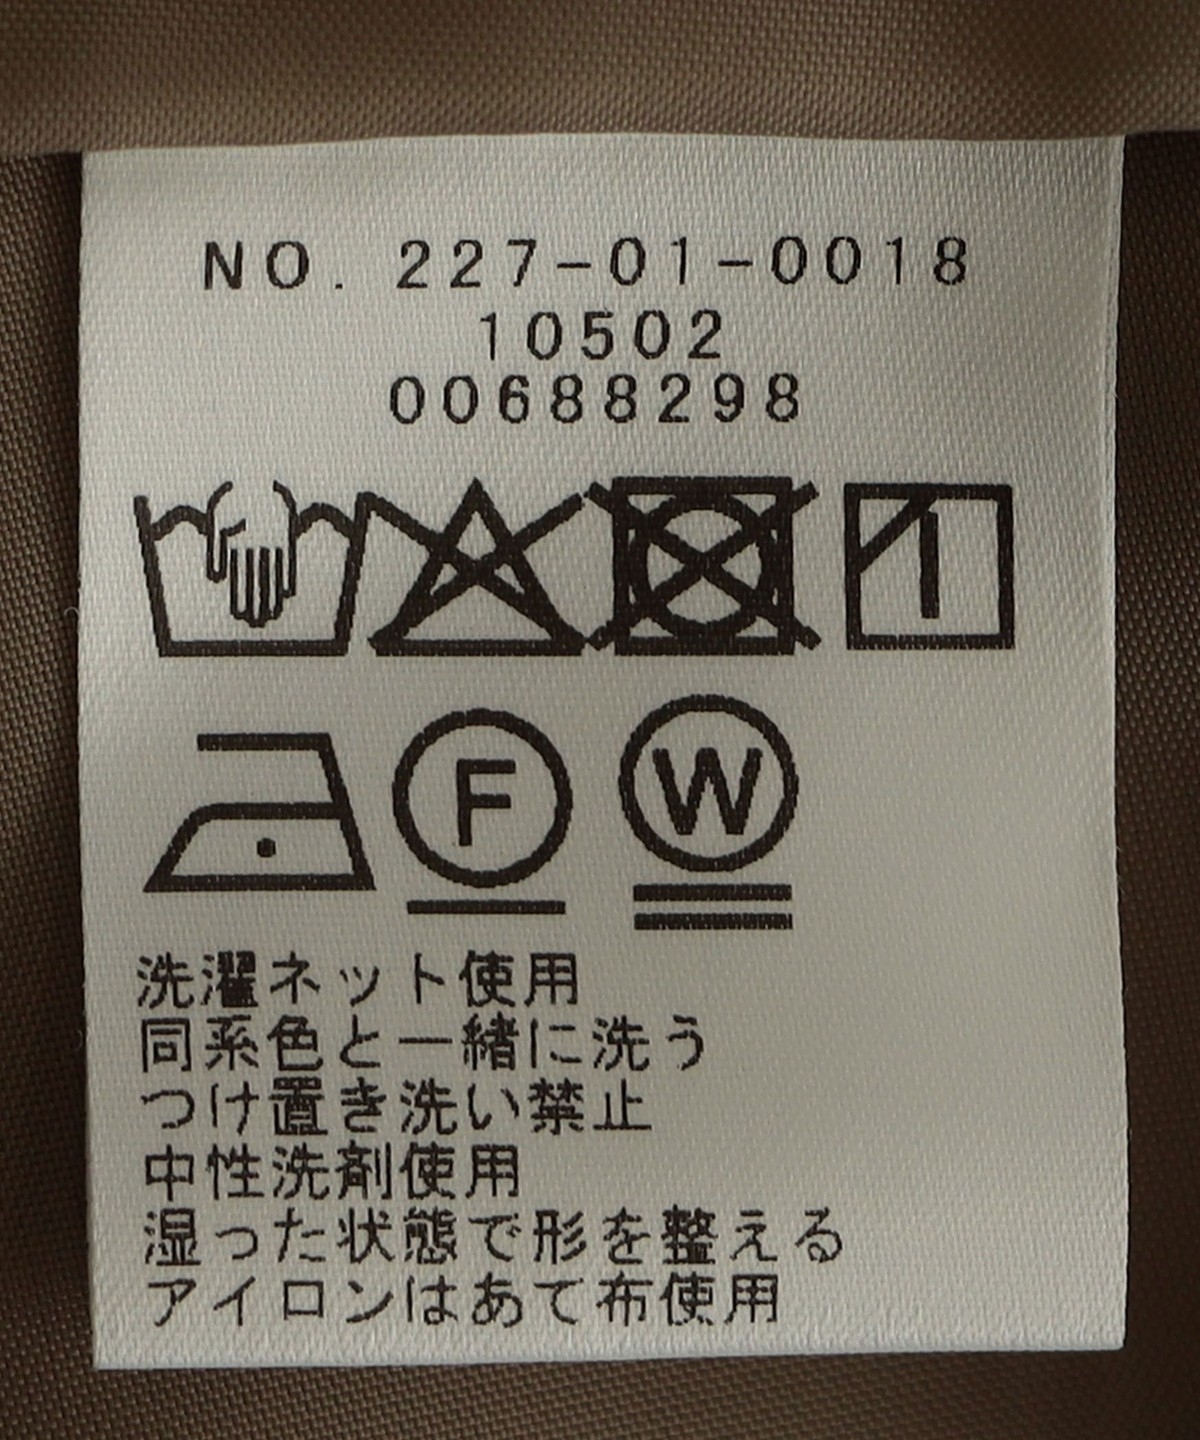 NO. 227-01-0018
10502
00688298
F W
洗濯ネット使用
同系色と一緒に洗う
つけ置き洗い禁止
中性洗剤使用
湿った状態で形を整える
アイロンはあて布使用